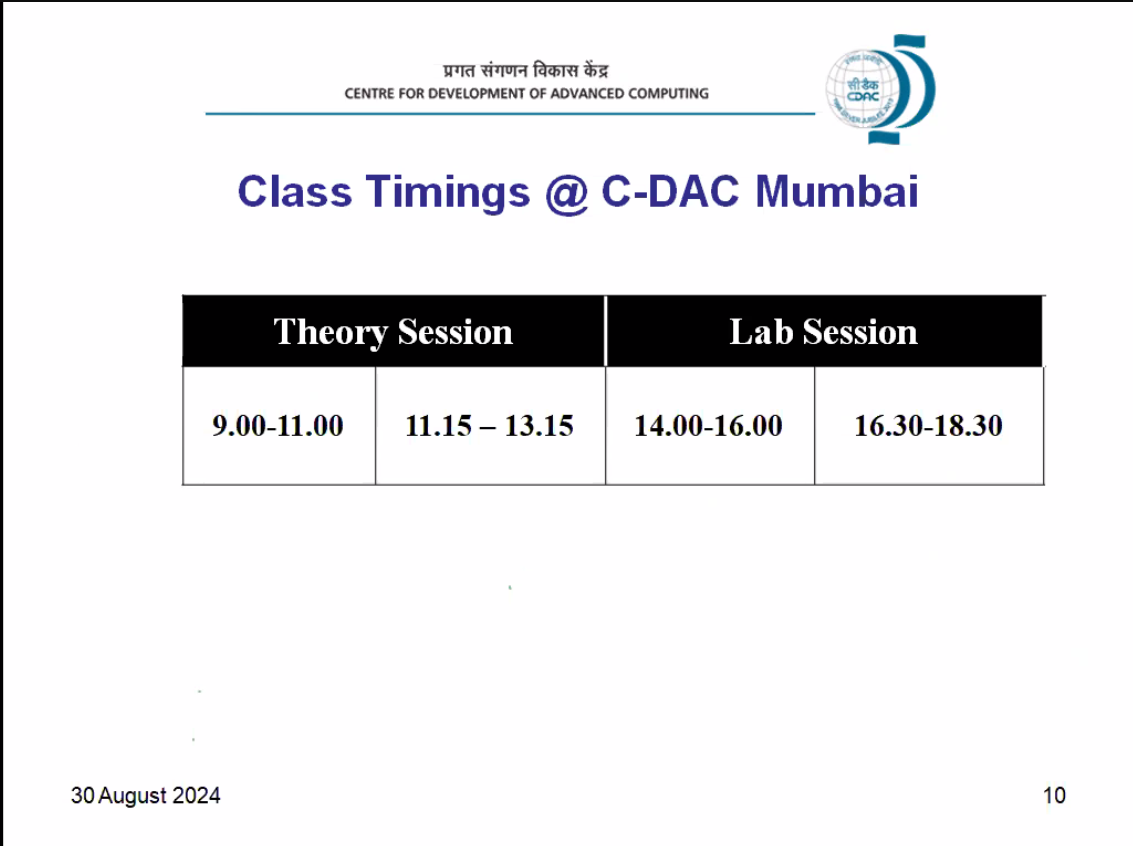 प्रगत संगणन विकास केंद्र
CENTRE FOR DEVELOPMENT OF ADVANCED COMPUTING
सी डैक
CDAC
Class Timings @ C-DAC Mumbai
Theory Session Lab Session
9.00-11.00 11.15 – 13.15 14.00-16.00 16.30-18.30
30 August 2024 10